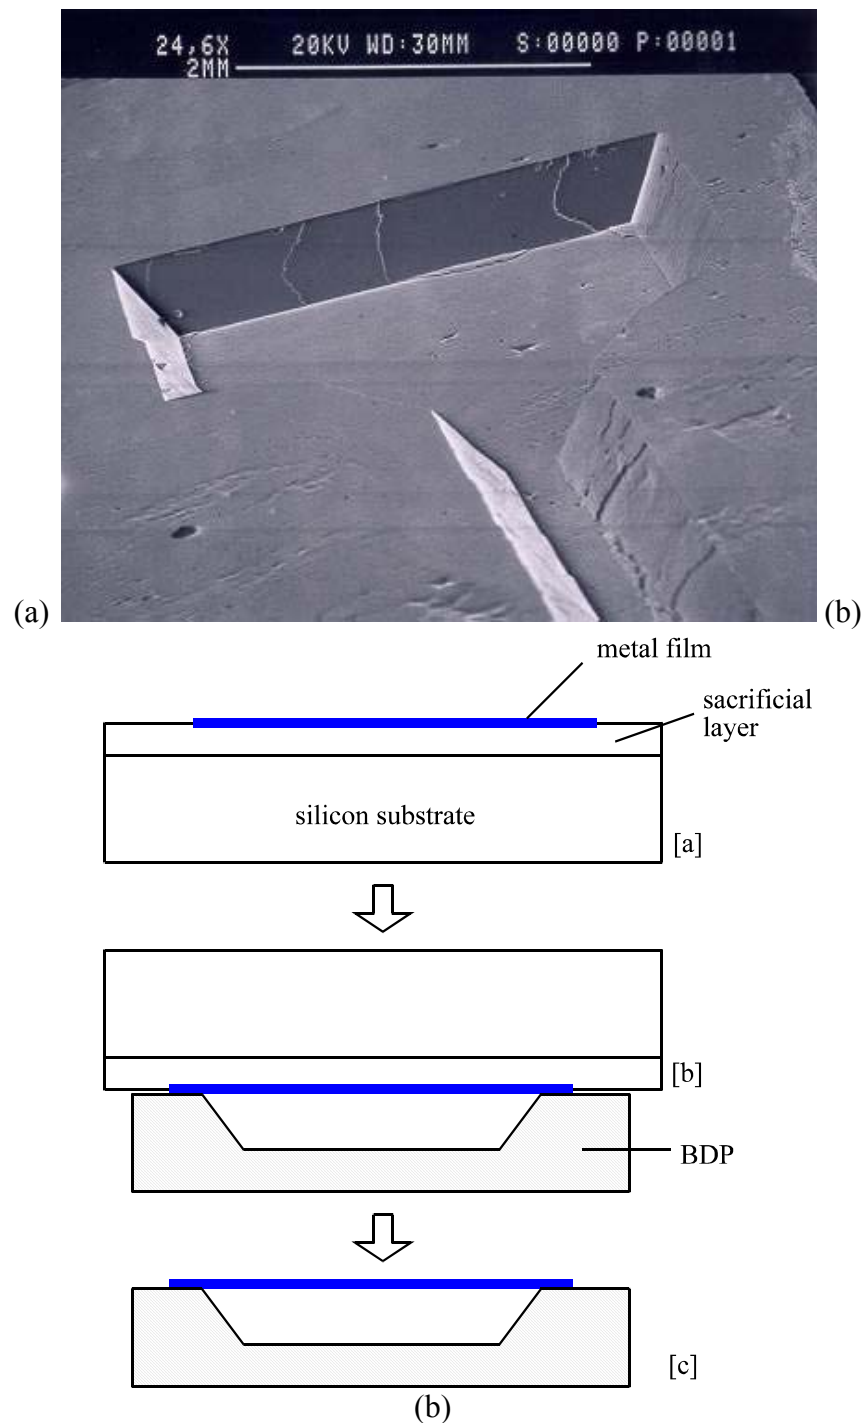 24,6X 20KV WD:30MM S:00000 P:00001
2MM
(a)
(b)
metal film
sacrificial
layer
silicon substrate
[a]
[b]
BDP
[c]
(b)